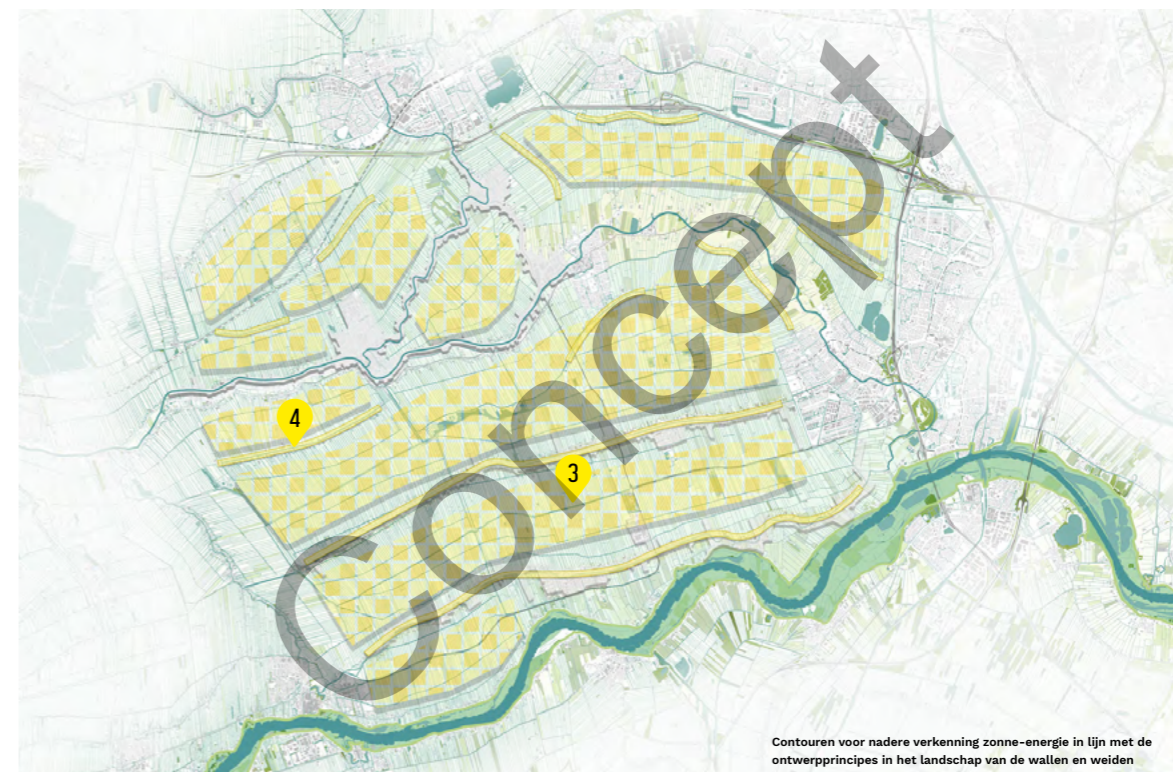 Concept
4
3
Contouren voor nadere verkenning zonne-energie in lijn met de
ontwerpprincipes in het landschap van de wallen en weiden